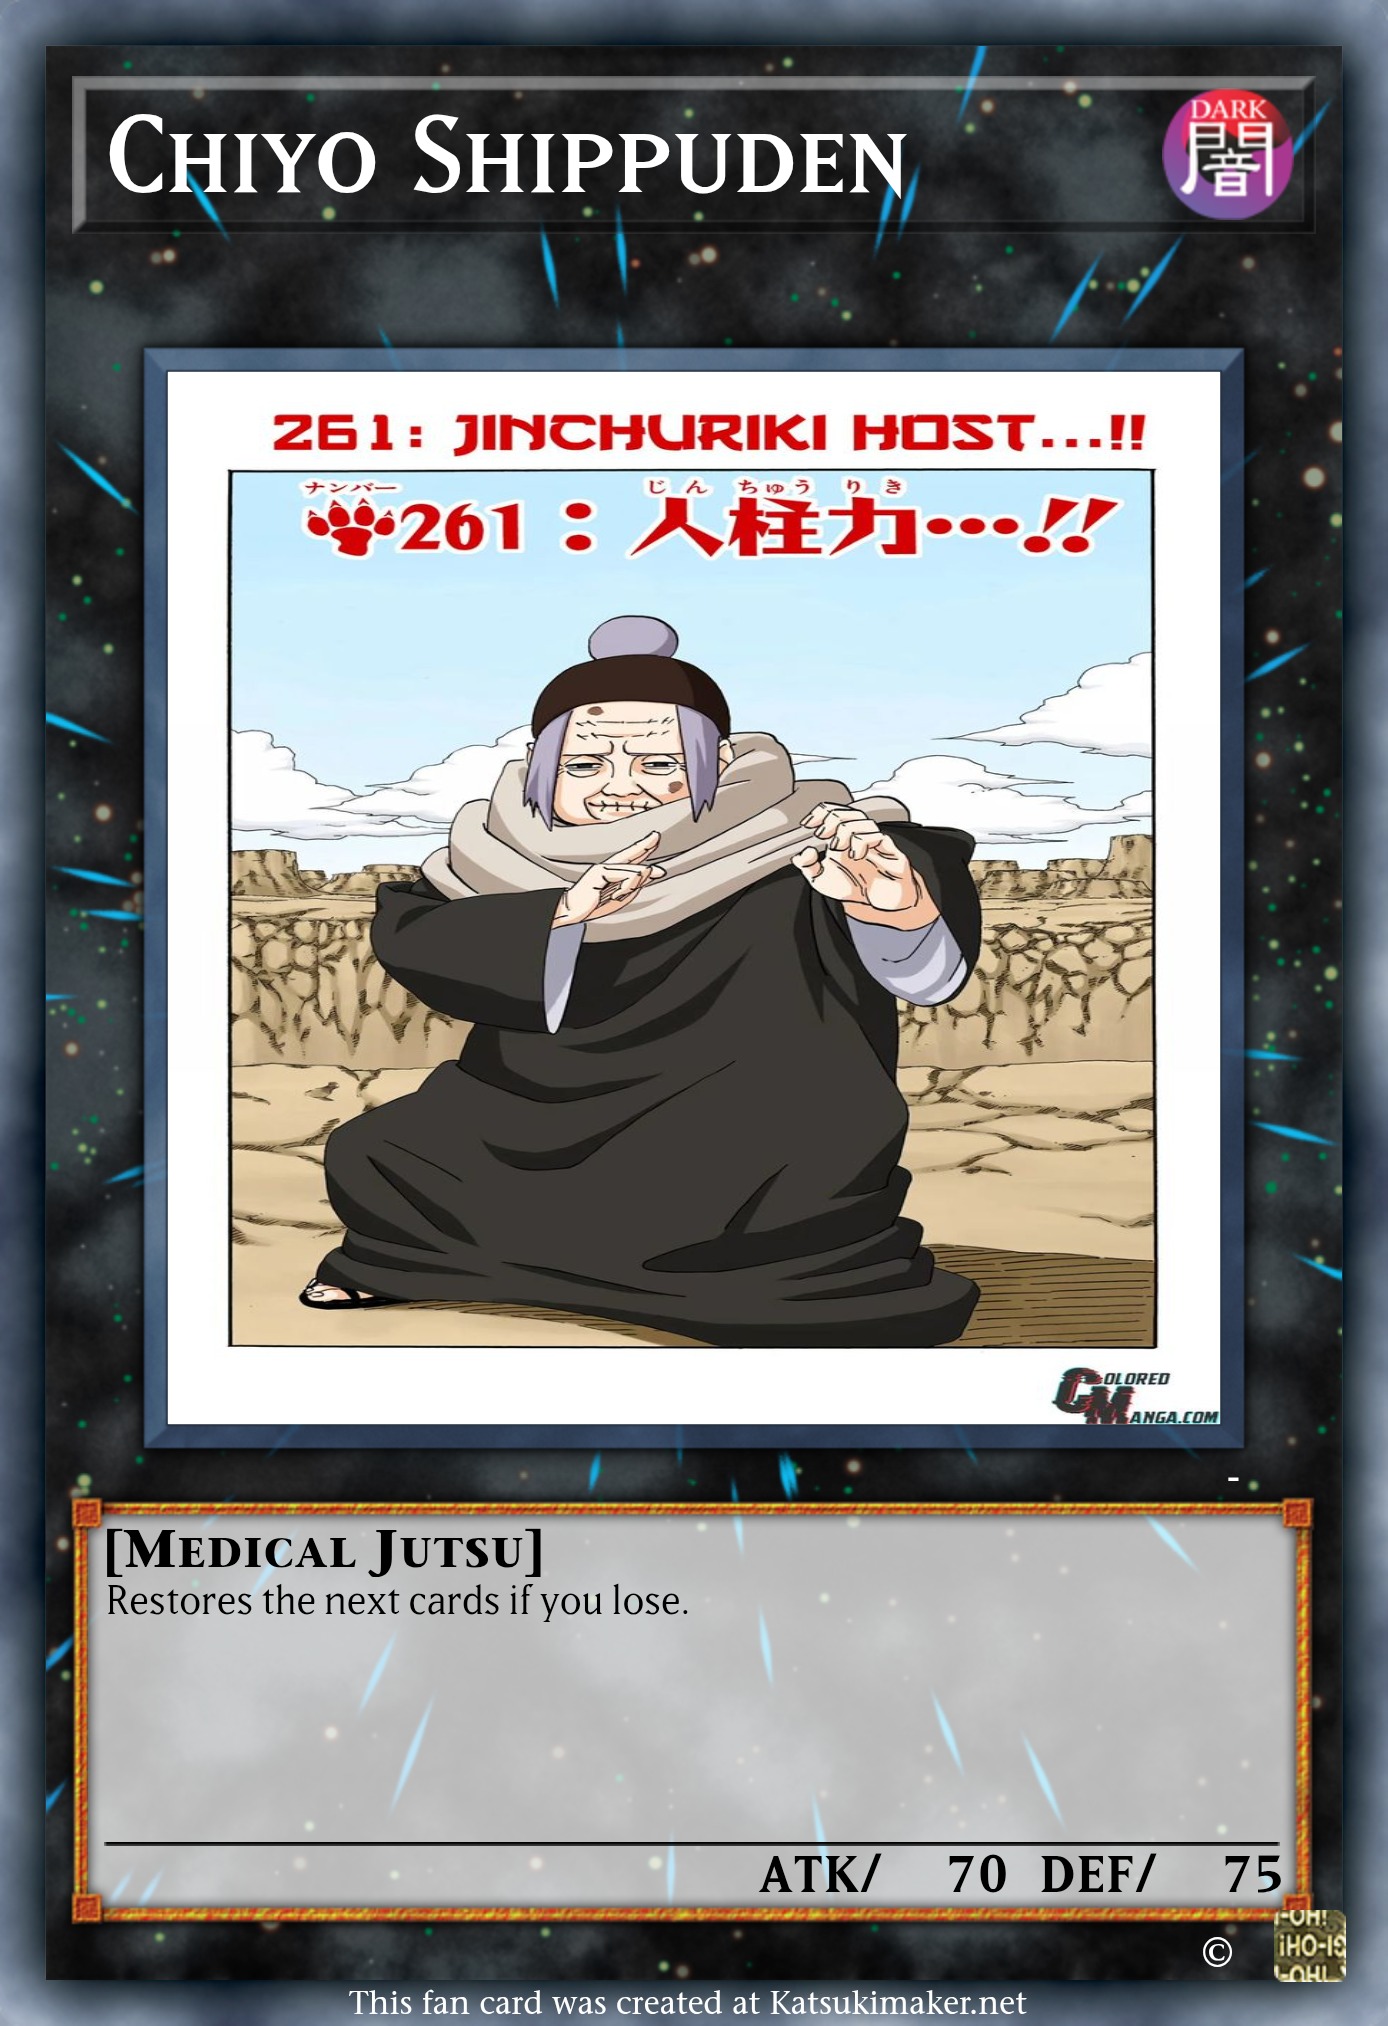 Chiyo Shippuden
DARK
闇
261: JINCHURIKI HOST...!!
ナンバー じんちゅうりき
261：人柱力…!!
COLORED
MANGA.COM
-
[Medical Jutsu]
Restores the next cards if you lose.
ATK/ 70 DEF/ 75
©
This fan card was created at Katsukimaker.net